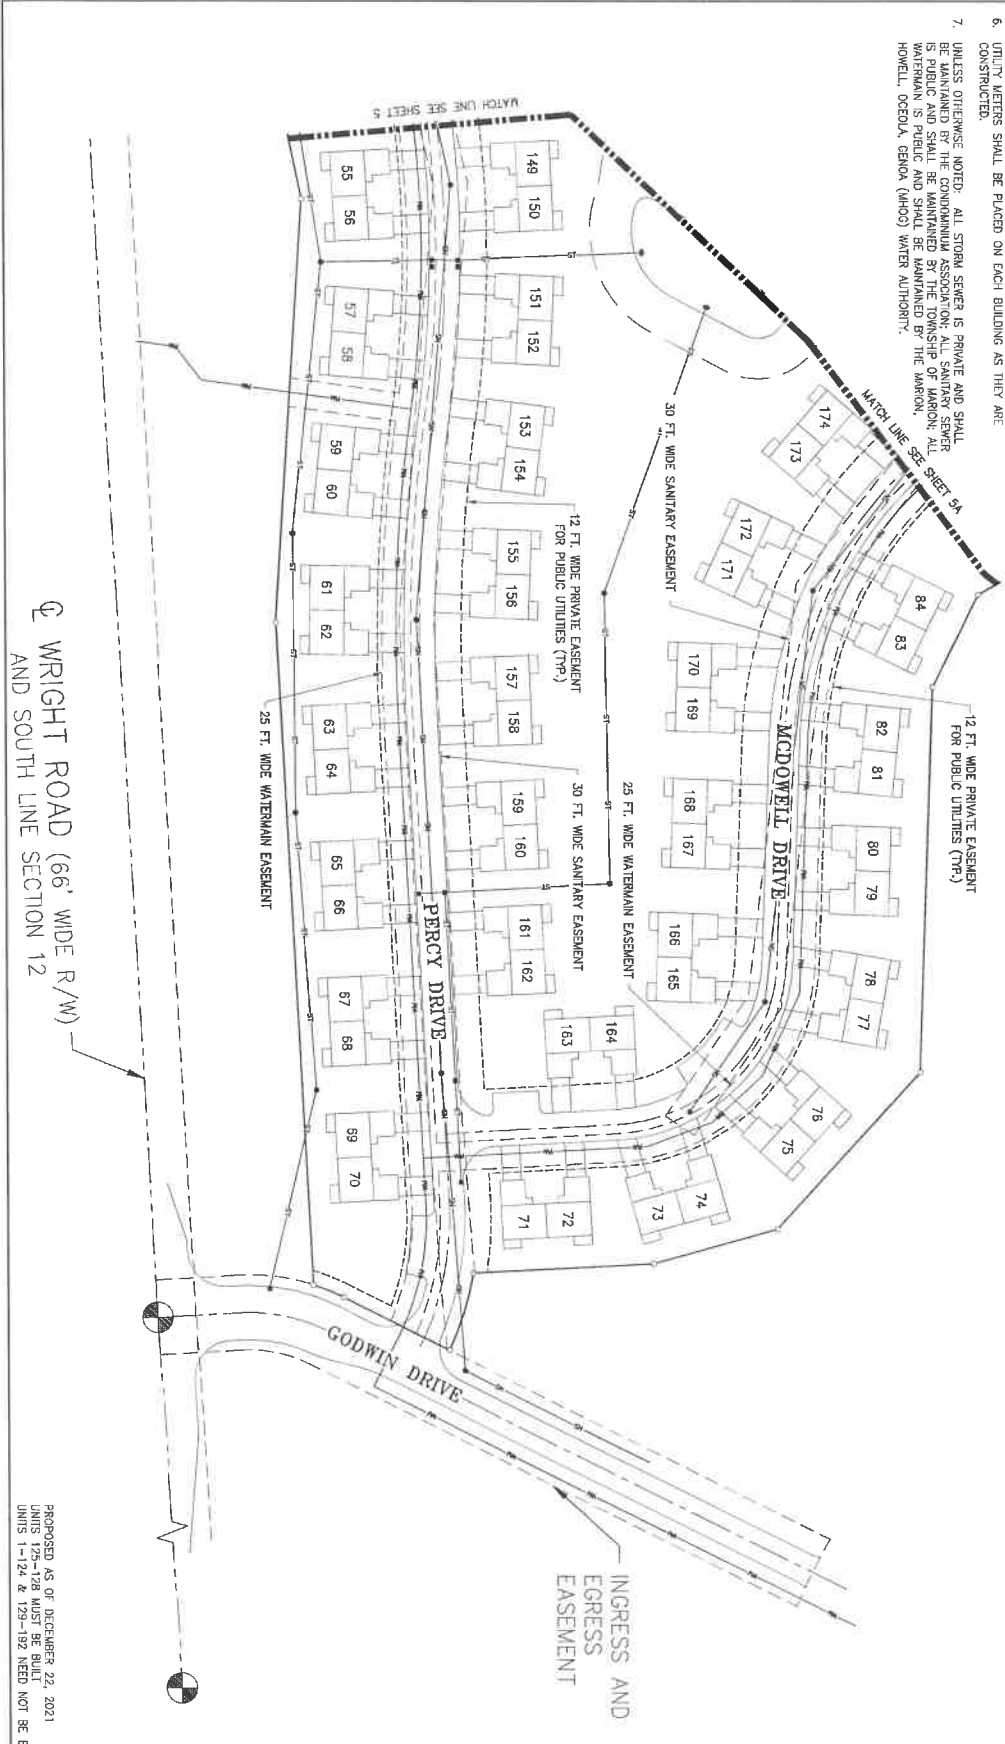 6. UTILITY METERS SHALL BE PLACED ON EACH BUILDING AS THEY ARE
CONSTRUCTED.
7. UNLESS OTHERWISE NOTED: ALL STORM SEWER IS PRIVATE AND SHALL
BE MAINTAINED BY THE CONDOMINIUM ASSOCIATION; ALL SANITARY SEWER
IS PUBLIC AND SHALL BE MAINTAINED BY THE TOWNSHIP OF MARION; ALL
WATERMAIN IS PUBLIC AND SHALL BE MAINTAINED BY THE MARION,
HOWELL, OCEOLA, GENOA (MHOG) WATER AUTHORITY.
MATCH LINE SEE SHEET 5A
MATCH LINE SEE SHEET 5
12 FT. WIDE PRIVATE EASEMENT
FOR PUBLIC UTILITIES (TYP.)
84
83
82
81
80
79
78
77
76
75
74
73
72
71
174
173
172
171
170
169
168
167
166
165
164
163
MCDOWELL DRIVE
30 FT. WIDE SANITARY EASEMENT
25 FT. WIDE WATERMAIN EASEMENT
12 FT. WIDE PRIVATE EASEMENT
FOR PUBLIC UTILITIES (TYP.)
30 FT. WIDE SANITARY EASEMENT
149
150
151
152
153
154
155
156
157
158
159
160
161
162
PERCY DRIVE
55
56
57
58
59
60
61
62
63
64
65
66
67
68
69
70
25 FT. WIDE WATERMAIN EASEMENT
GODWIN DRIVE
INGRESS AND
EGRESS
EASEMENT
℄ WRIGHT ROAD (66' WIDE R/W)
AND SOUTH LINE SECTION 12
PROPOSED AS OF DECEMBER 22, 2021
UNITS 125-128 MUST BE BUILT
UNITS 1-124 & 129-192 NEED NOT BE